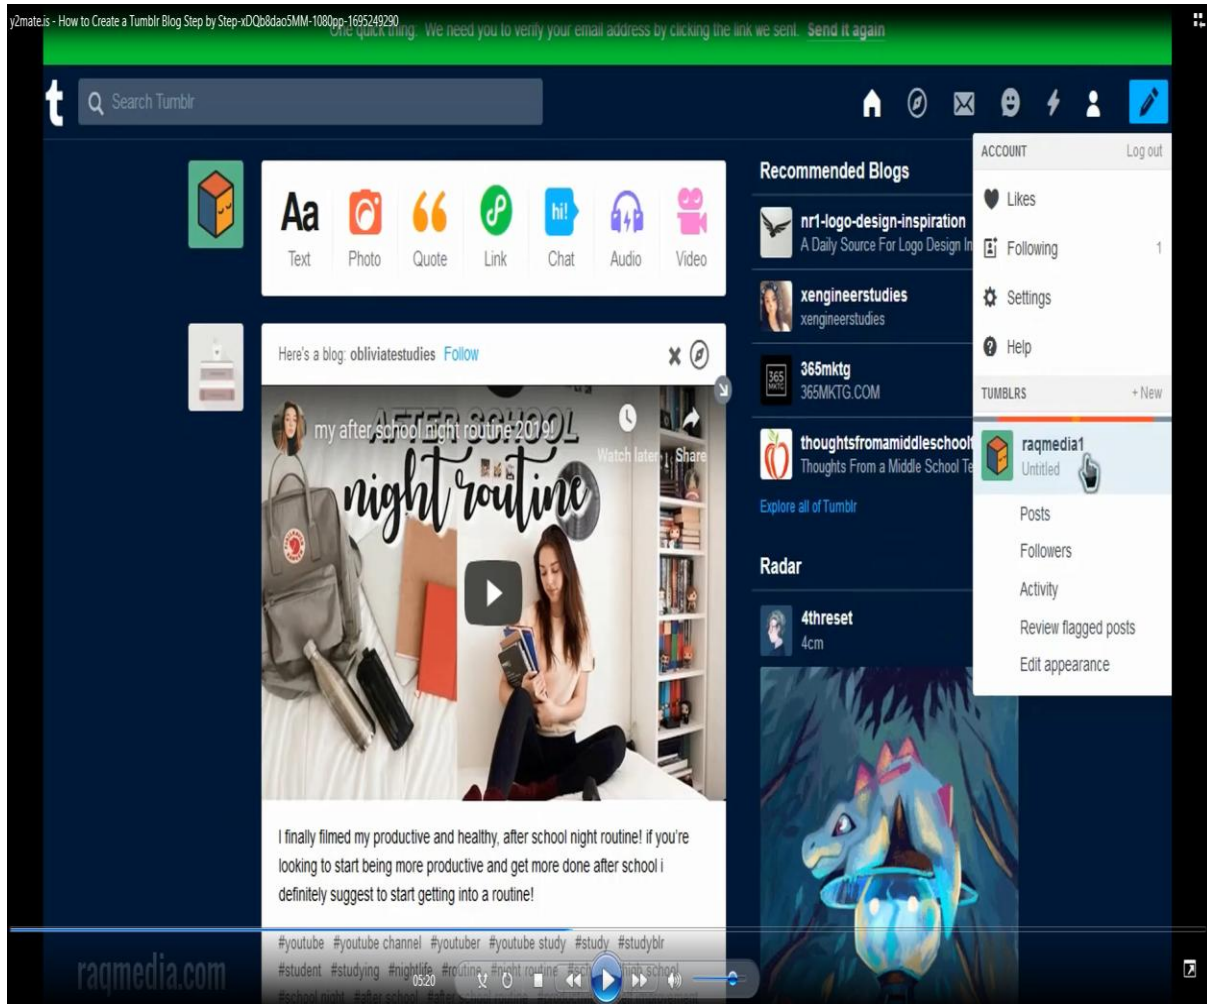 y2mate.is - How to Create a Tumblr Blog Step by Step-xDQb8dao5MM-1080pp-1695249290
One quick thing: We need you to verify your email address by clicking the link we sent. Send it again
t
Search Tumblr
ACCOUNT Log out
Likes
Following 1
Settings
Help
TUMBLRS + New
raqmedia1
Untitled
Posts
Followers
Activity
Review flagged posts
Edit appearance
Aa
hi!
Text Photo Quote Link Chat Audio Video
Recommended Blogs
nr1-logo-design-inspiration
A Daily Source For Logo Design In
xengineerstudies
xengineerstudies
365
MKTG
365mktg
365MKTG.COM
thoughtsfromamiddleschoolt
Thoughts From a Middle School Te
Explore all of Tumblr
Radar
4threset
4cm
Here's a blog: obliviatestudies Follow
my after school night routine 2019!
Watch later Share
AFTER SCHOOL
night routine
I finally filmed my productive and healthy, after school night routine! if you're
looking to start being more productive and get more done after school i
definitely suggest to start getting into a routine!
#youtube #youtube channel #youtuber #youtube study #study #studyblr
#student #studying #nightlife #routine #night routine #high school
raqmedia.com
05:20